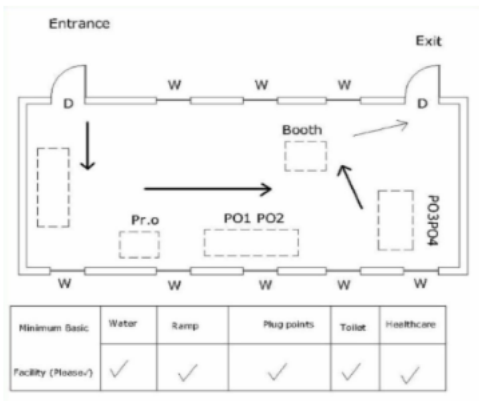 Entrance
Exit
D W W W D
Booth
Pr.o PO1 PO2 PO3PO4
W W W W W
Minimum Basic Facility (Please✓) Water Ramp Plug points Toilet Healthcare
✓ ✓ ✓ ✓ ✓